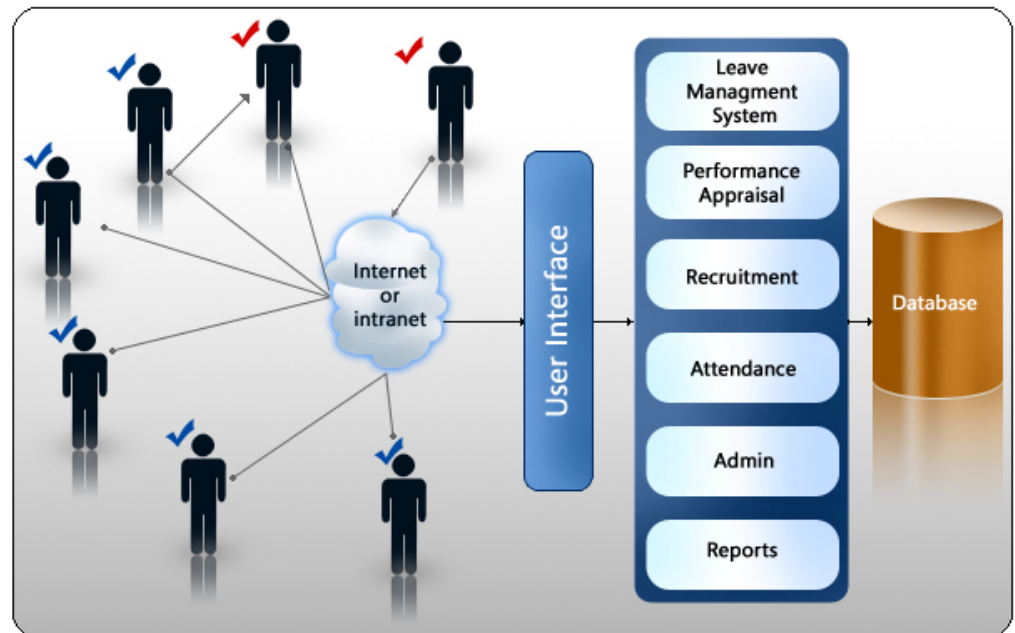 Internet
or
intranet
User Interface
Leave
Managment
System
Performance
Appraisal
Recruitment
Attendance
Admin
Reports
Database